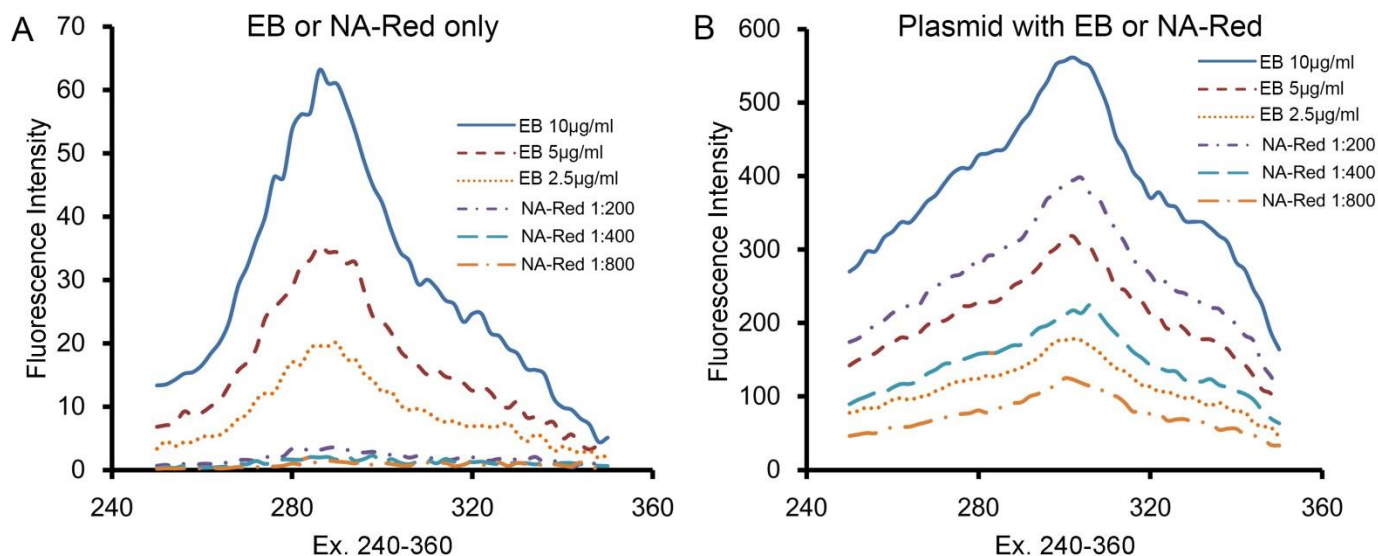 A
EB or NA-Red only
70
60
50
40
30
20
10
0
Fluorescence Intensity
EB 10µg/ml
EB 5µg/ml
EB 2.5µg/ml
NA-Red 1:200
NA-Red 1:400
NA-Red 1:800
240
280
320
360
Ex. 240-360
B
Plasmid with EB or NA-Red
600
500
400
300
200
100
0
Fluorescence Intensity
EB 10µg/ml
EB 5µg/ml
EB 2.5µg/ml
NA-Red 1:200
NA-Red 1:400
NA-Red 1:800
240
280
320
360
Ex. 240-360